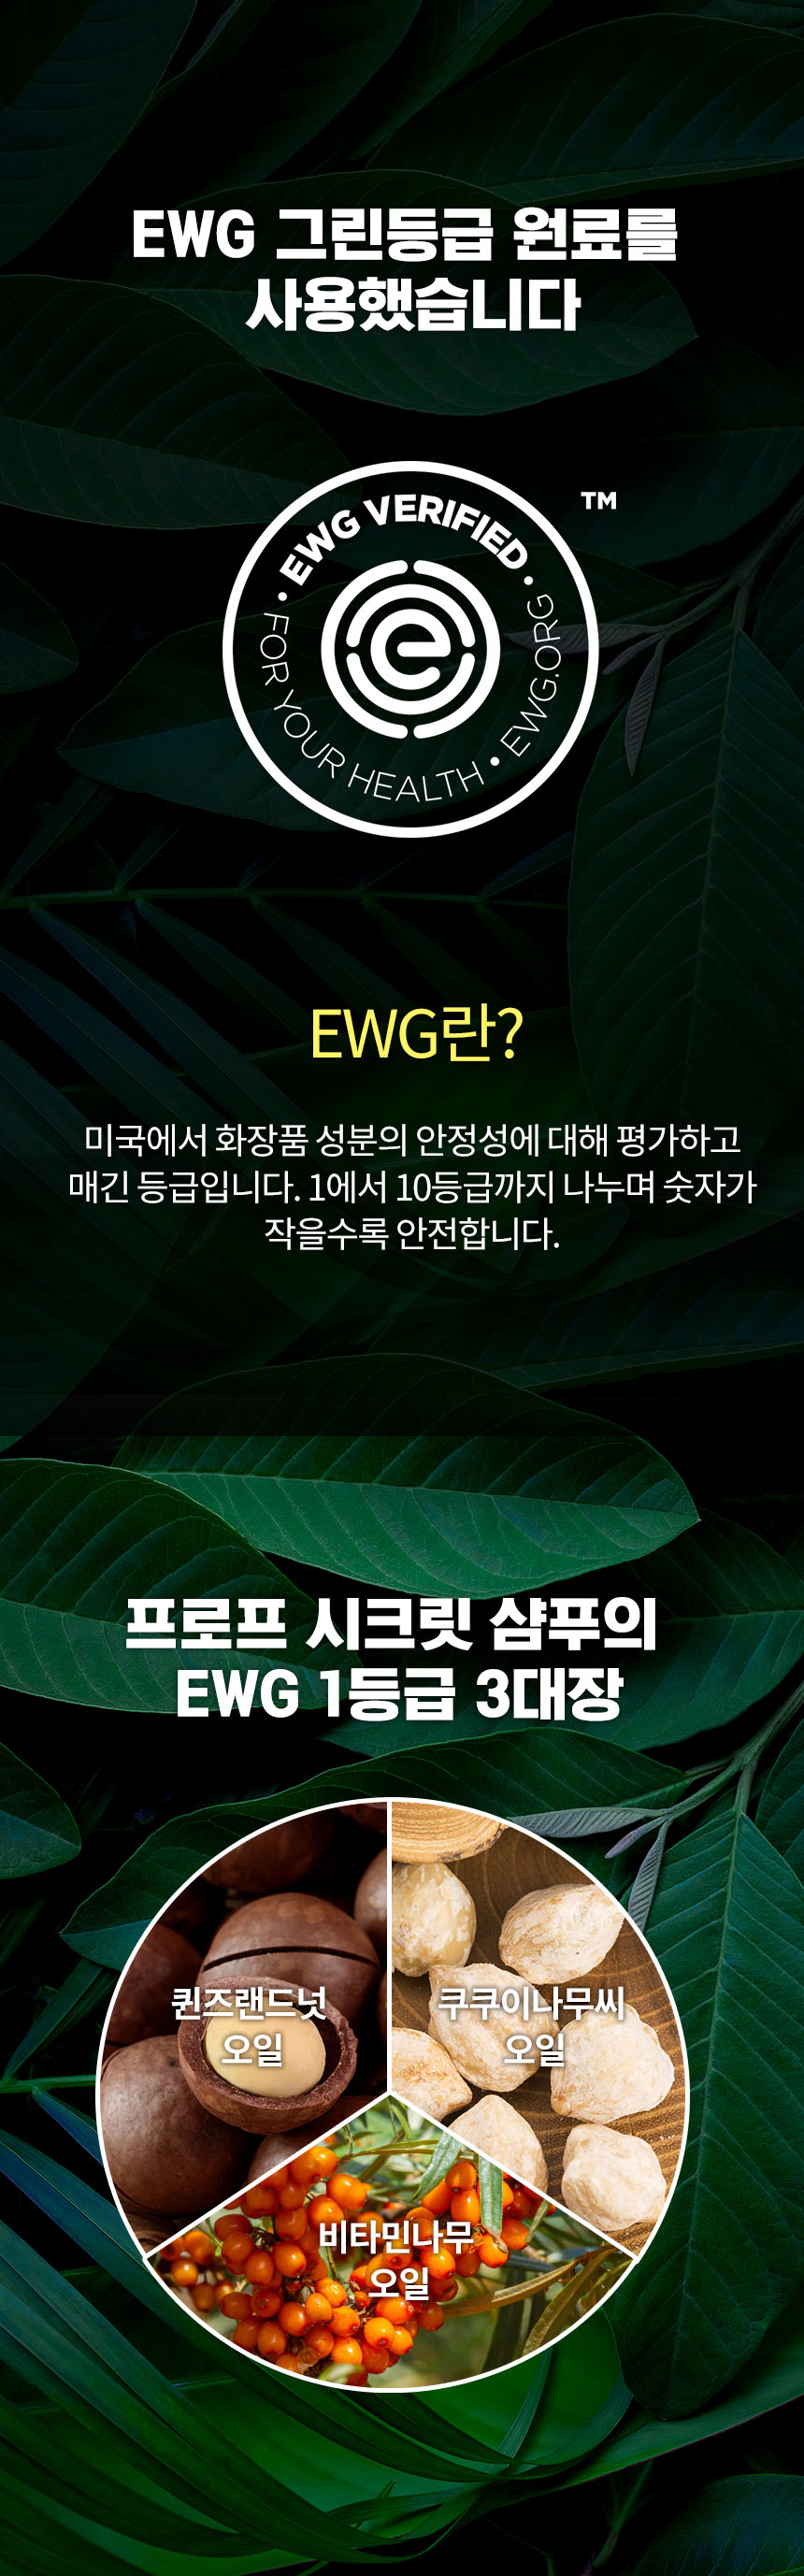 EWG 그린등급 원료를
사용했습니다
TM
EWG VERIFIED
FOR YOUR HEALTH • EWG.ORG
e
EWG란?
미국에서 화장품 성분의 안정성에 대해 평가하고
매긴 등급입니다. 1에서 10등급까지 나누며 숫자가
작을수록 안전합니다.
프로프 시크릿 샴푸의
EWG 1등급 3대장
퀸즈랜드넛
오일
쿠쿠이나무씨
오일
비타민나무
오일